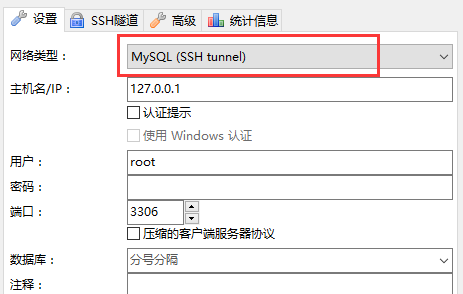 设置 SSH隧道 高级 统计信息
网络类型： MySQL (SSH tunnel)
主机名/IP： 127.0.0.1
认证提示
使用 Windows 认证
用户： root
密码：
端口： 3306
压缩的客户端服务器协议
数据库： 分号分隔
注释：